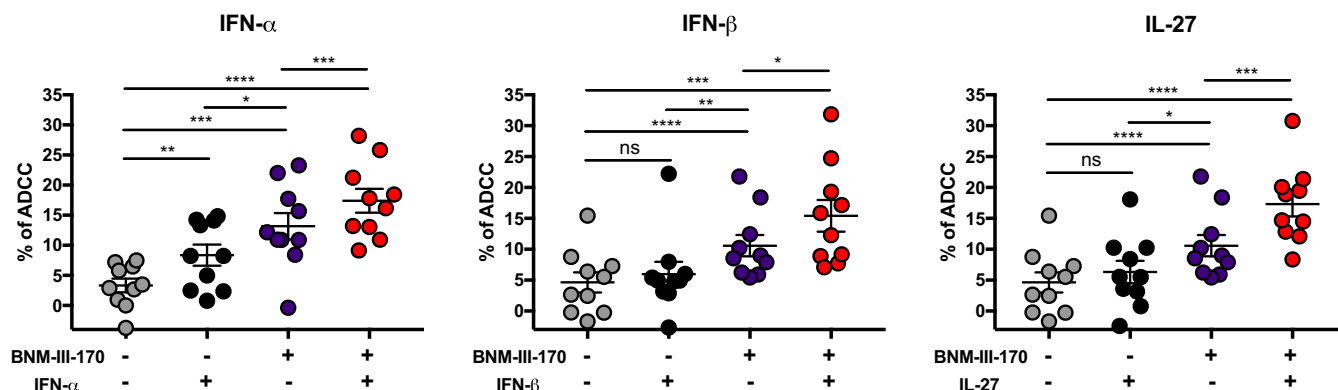 IFN-α
IFN-β
IL-27
***
****
*
***
**
% of ADCC
35
30
25
20
15
10
5
0
BNM-III-170 - - + +
IFN-α - + - +
*
***
**
****
ns
% of ADCC
35
30
25
20
15
10
5
0
BNM-III-170 - - + +
IFN-β - + - +
***
****
*
****
ns
% of ADCC
35
30
25
20
15
10
5
0
BNM-III-170 - - + +
IL-27 - + - +